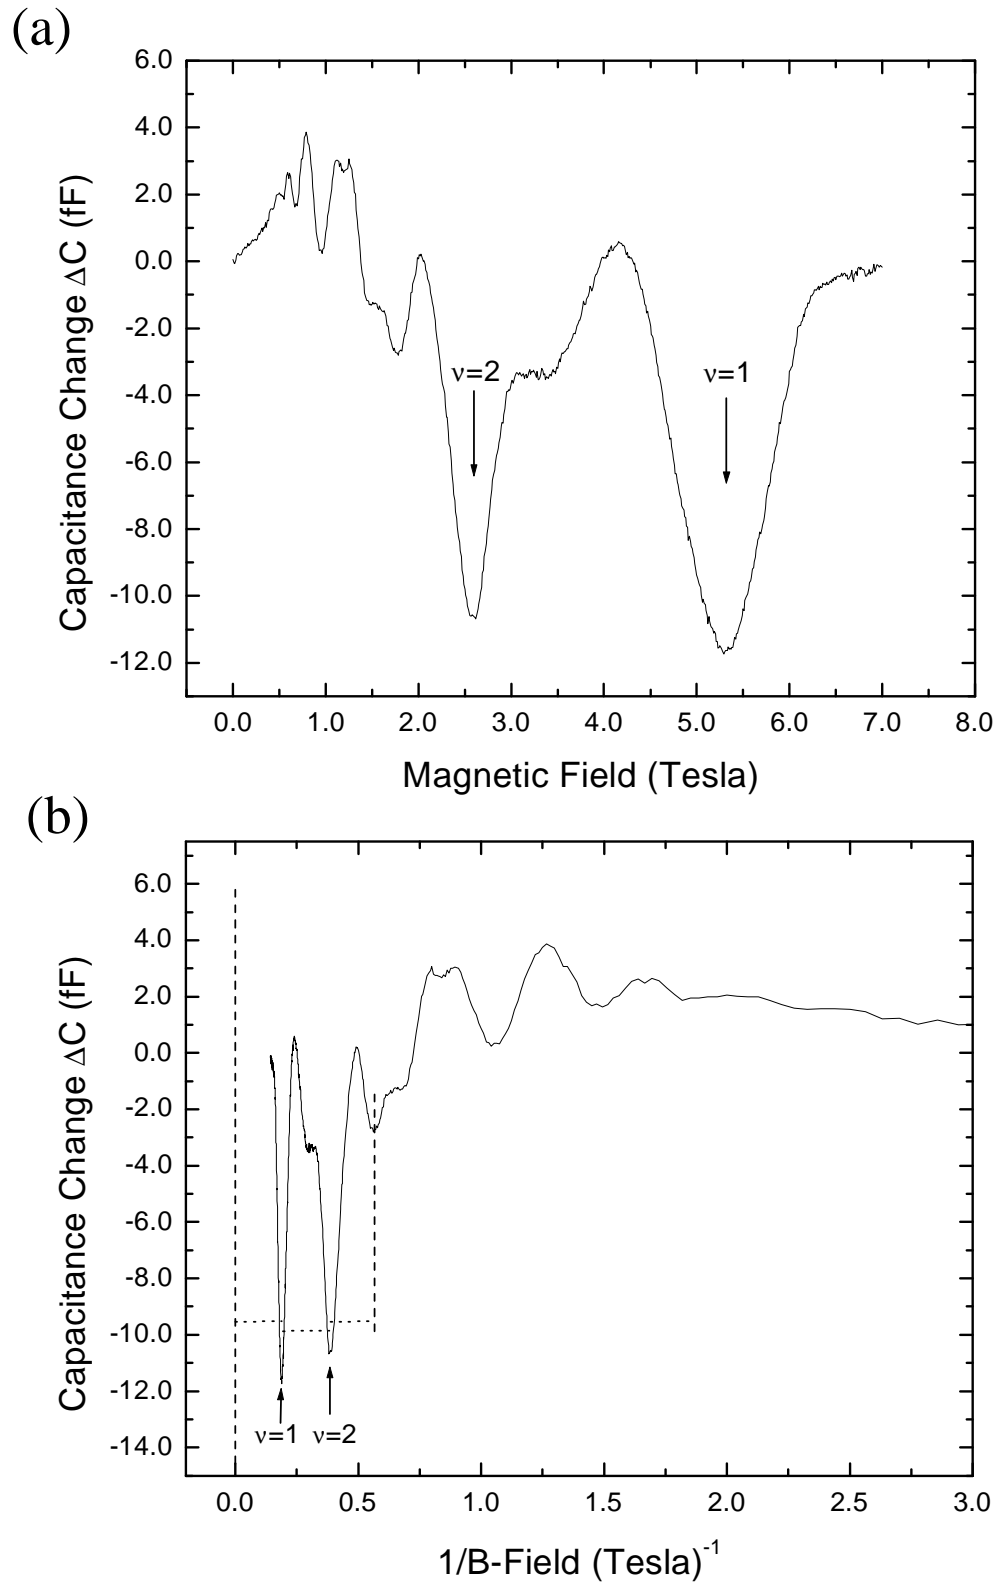 (a)
6.0
4.0
2.0
0.0
-2.0
-4.0
-6.0
-8.0
-10.0
-12.0
Capacitance Change ΔC (fF)
ν=2
ν=1
0.0 1.0 2.0 3.0 4.0 5.0 6.0 7.0 8.0
Magnetic Field (Tesla)
(b)
6.0
4.0
2.0
0.0
-2.0
-4.0
-6.0
-8.0
-10.0
-12.0
-14.0
Capacitance Change ΔC (fF)
ν=1 ν=2
0.0 0.5 1.0 1.5 2.0 2.5 3.0
1/B-Field (Tesla)⁻¹